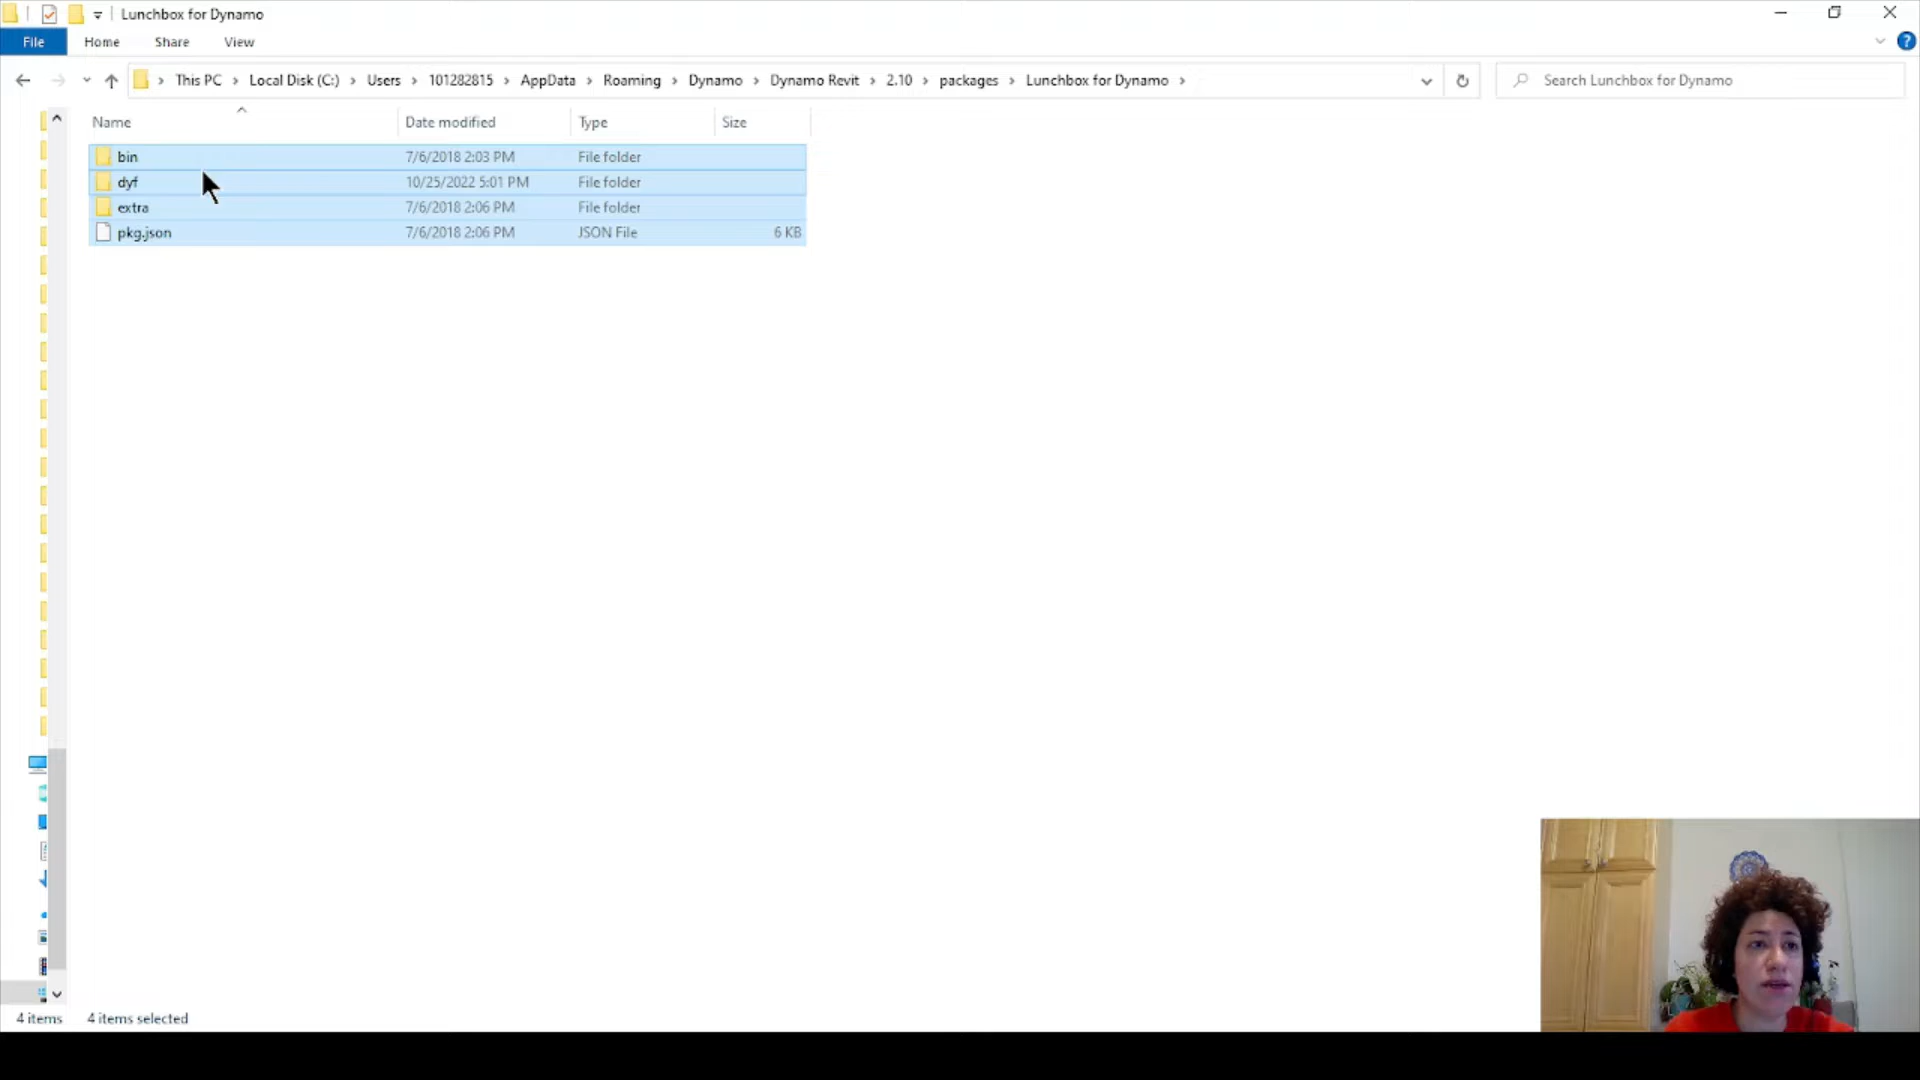 Lunchbox for Dynamo
File Home Share View
This PC Local Disk (C:) Users 101282815 AppData Roaming Dynamo Dynamo Revit 2.10 packages Lunchbox for Dynamo
Search Lunchbox for Dynamo
Name Date modified Type Size
bin 7/6/2018 2:03 PM File folder
dyf 10/25/2022 5:01 PM File folder
extra 7/6/2018 2:06 PM File folder
pkg.json 7/6/2018 2:06 PM JSON File 6 KB
4 items 4 items selected